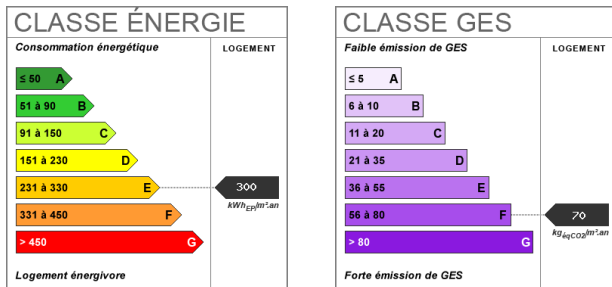 CLASSE ÉNERGIE
Consommation énergétique
LOGEMENT
≤ 50 A
51 à 90 B
91 à 150 C
151 à 230 D
231 à 330 E
300
kWhEP/m².an
331 à 450 F
> 450 G
Logement énergivore
CLASSE GES
Faible émission de GES
LOGEMENT
≤ 5 A
6 à 10 B
11 à 20 C
21 à 35 D
36 à 55 E
56 à 80 F
70
kgéqCO2/m².an
> 80 G
Forte émission de GES